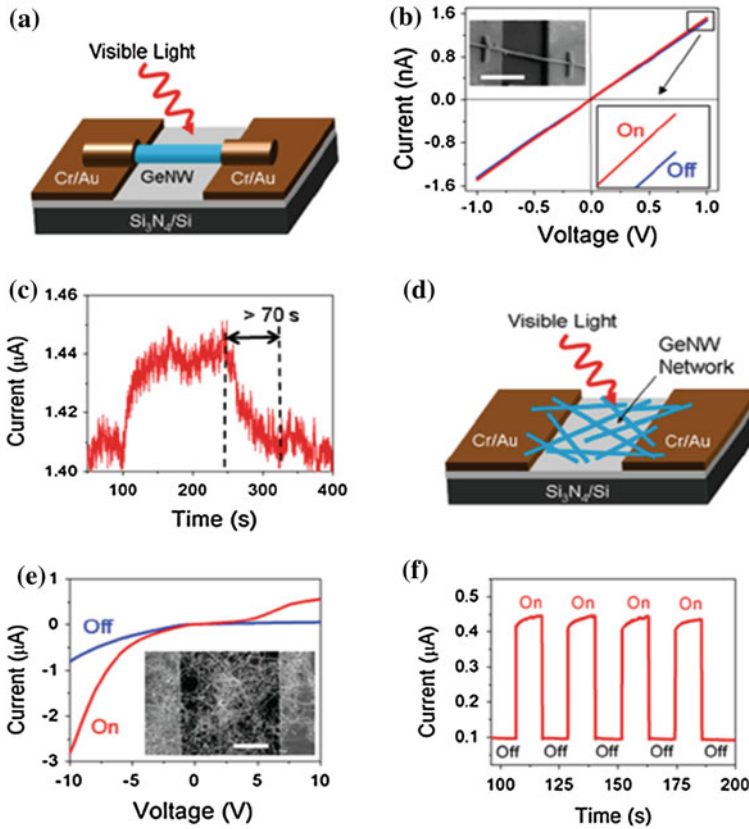 (a)
Visible Light
Cr/Au
GeNW
Cr/Au
Si₃N₄/Si
(b)
Current (nA)
1.6
0.8
0.0
-0.8
-1.6
On
Off
-1.0
-0.5
0.0
0.5
1.0
Voltage (V)
(c)
Current (μA)
1.46
1.44
1.42
1.40
> 70 s
100
200
300
400
Time (s)
(d)
Visible Light
GeNW
Network
Cr/Au
Cr/Au
Si₃N₄/Si
(e)
Current (μA)
1
0
-1
-2
-3
Off
On
-10
-5
0
5
10
Voltage (V)
(f)
Current (μA)
0.5
0.4
0.3
0.2
0.1
On
On
On
On
Off
Off
Off
Off
Off
100
125
150
175
200
Time (s)